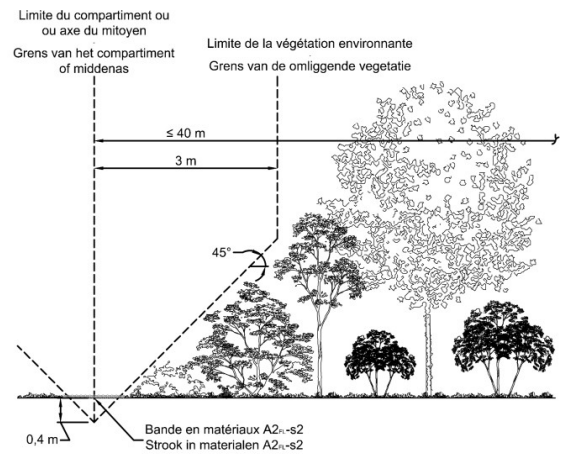 Limite du compartiment ou
ou axe du mitoyen
Grens van het compartiment
of middenas
Limite de la végétation environnante
Grens van de omliggende vegetatie
≤ 40 m
3 m
45°
0,4 m
Bande en matériaux A2FL-s2
Strook in materialen A2FL-s2